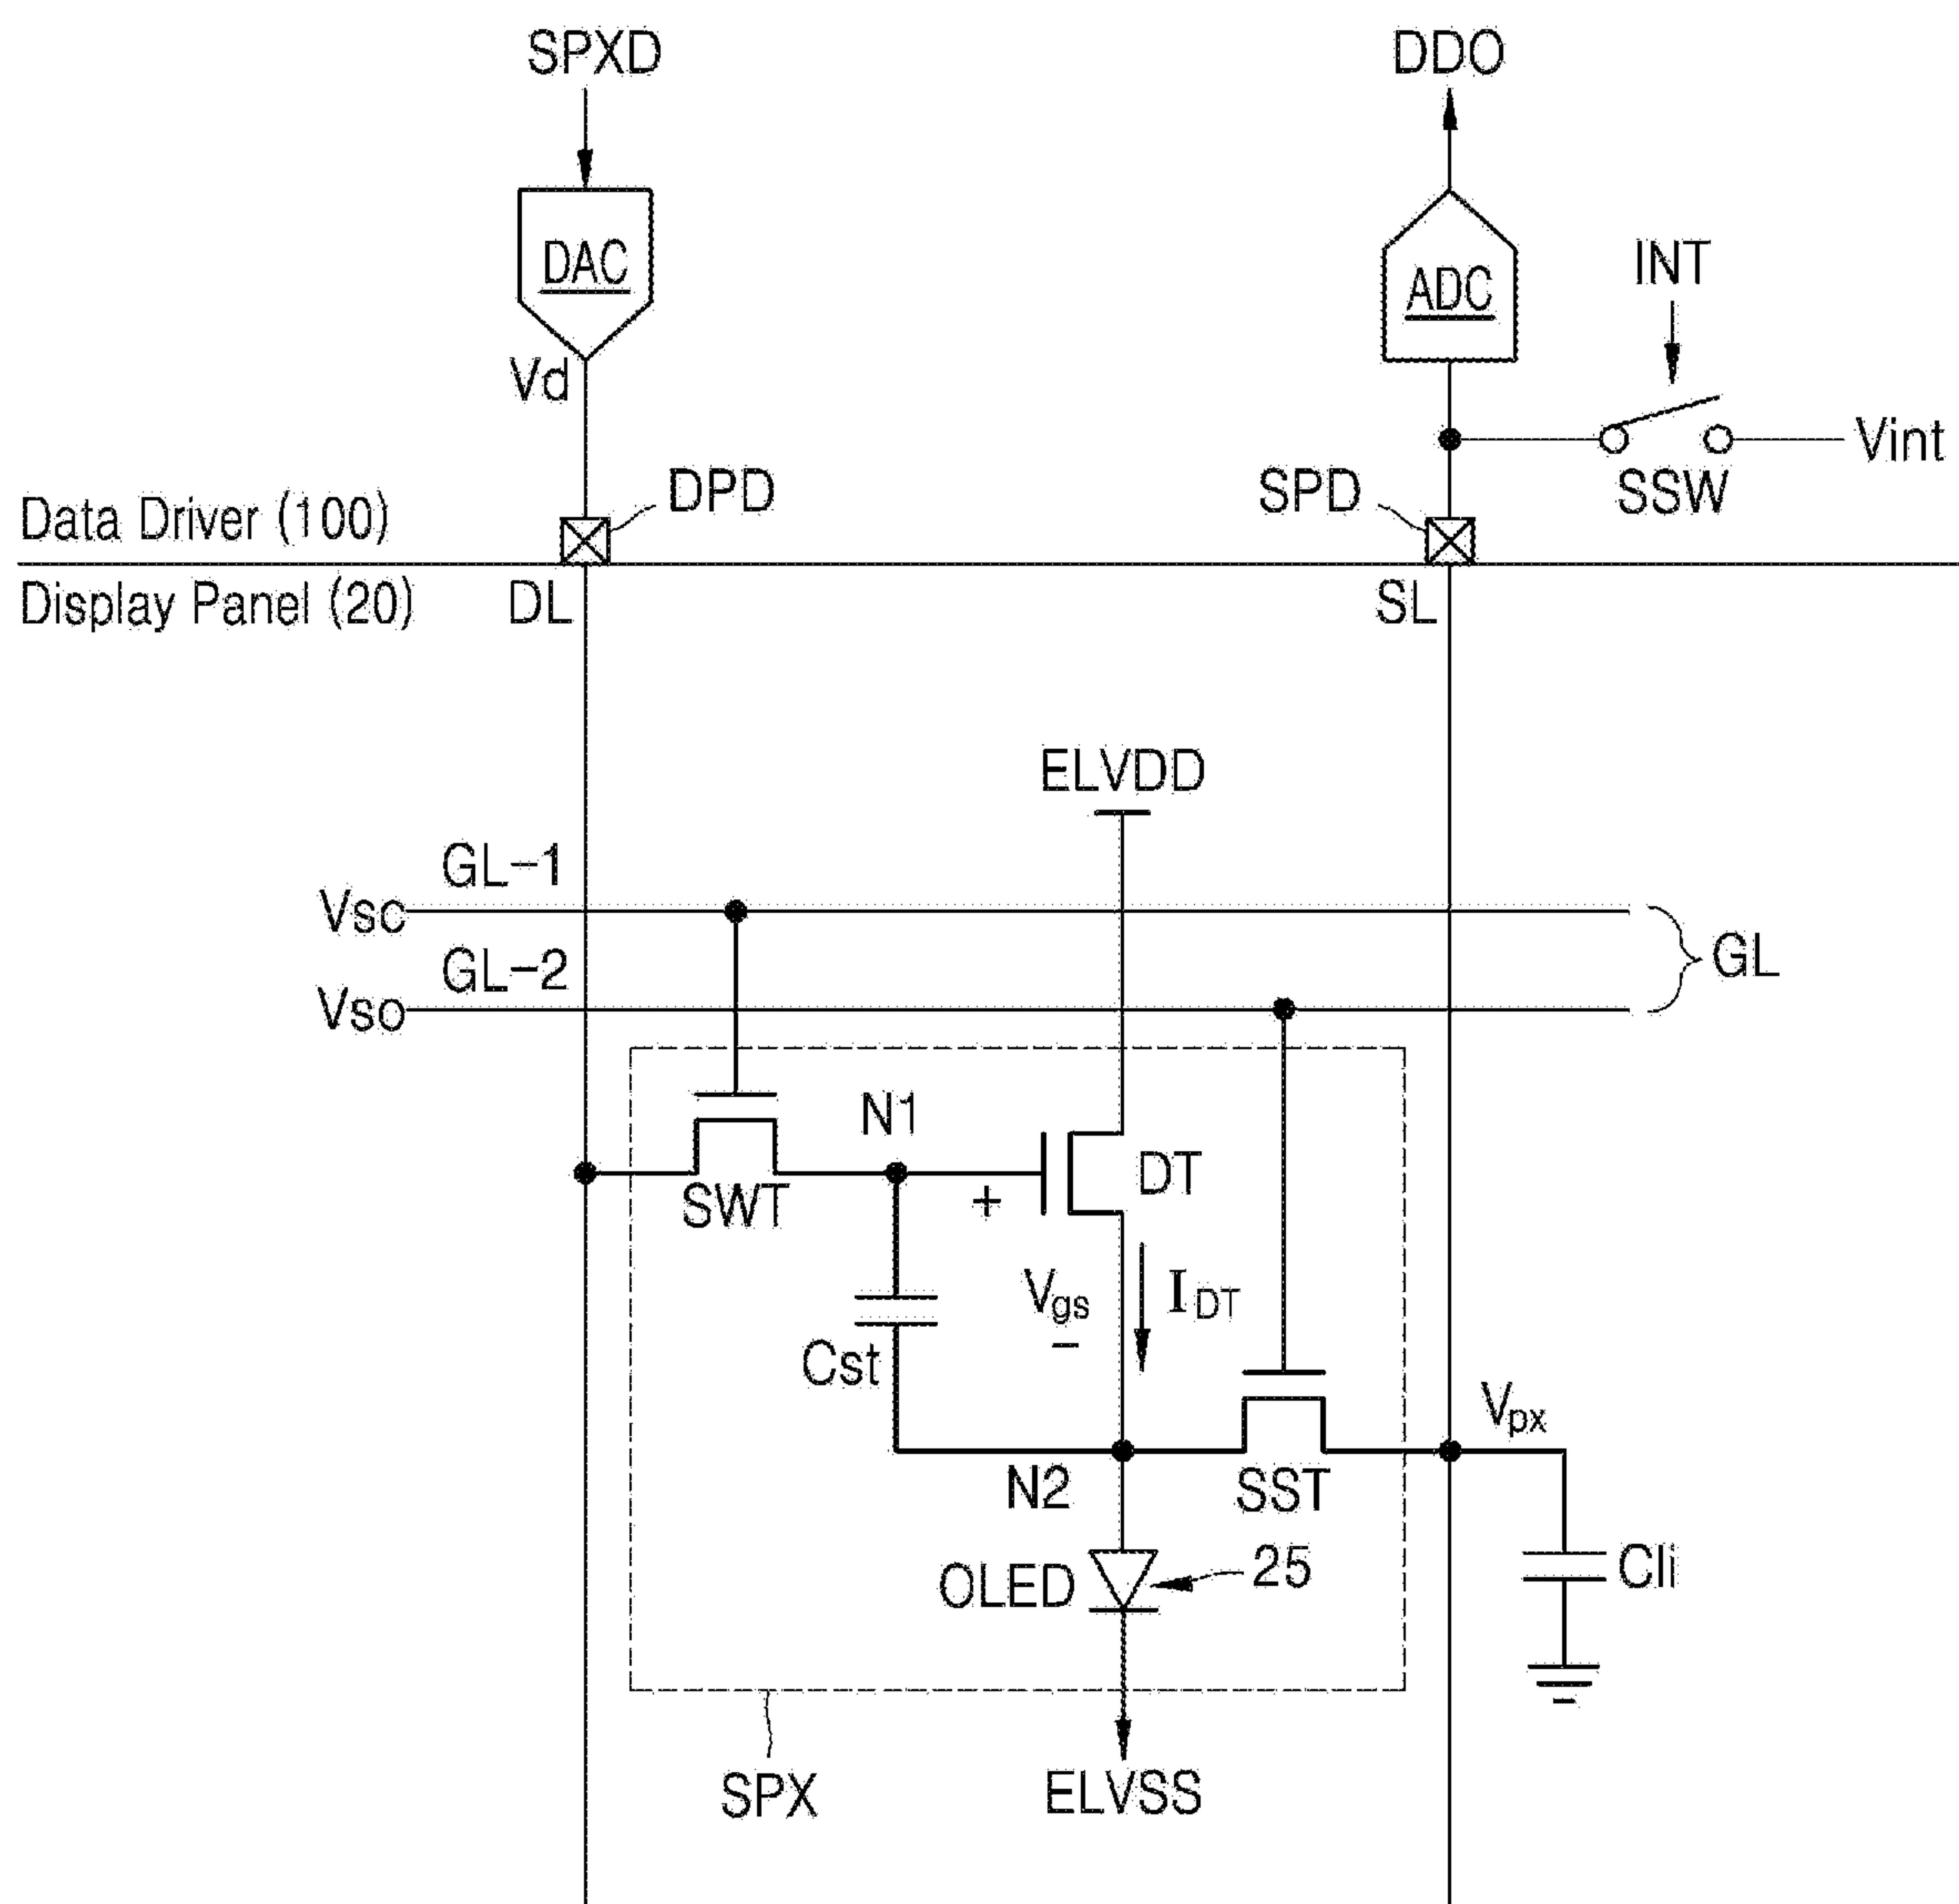 SPXD
DDO
DAC
ADC
INT
Vd
Vint
SSW
DPD
SPD
Data Driver (100)
Display Panel (20)
DL
SL
ELVDD
GL-1
Vsc
GL-2
GL
Vso
N1
DT
SWT
+
Vgs
IDT
-
Cst
Vpx
N2
SST
OLED
25
Cli
SPX
ELVSS